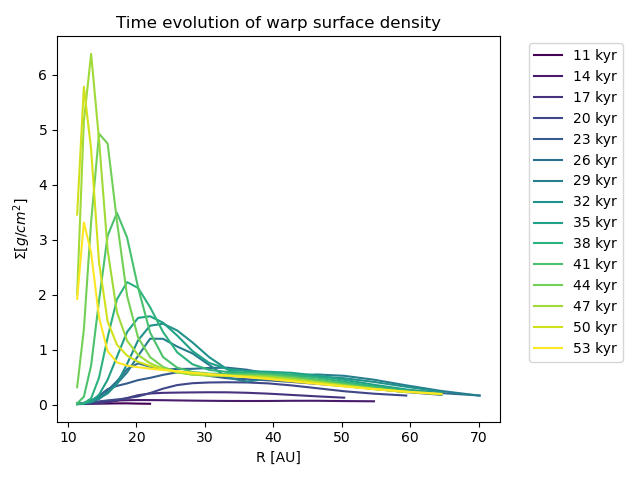 Time evolution of warp surface density
Σ[g/cm²]
6
5
4
3
2
1
0
10 20 30 40 50 60 70
R [AU]
11 kyr
14 kyr
17 kyr
20 kyr
23 kyr
26 kyr
29 kyr
32 kyr
35 kyr
38 kyr
41 kyr
44 kyr
47 kyr
50 kyr
53 kyr